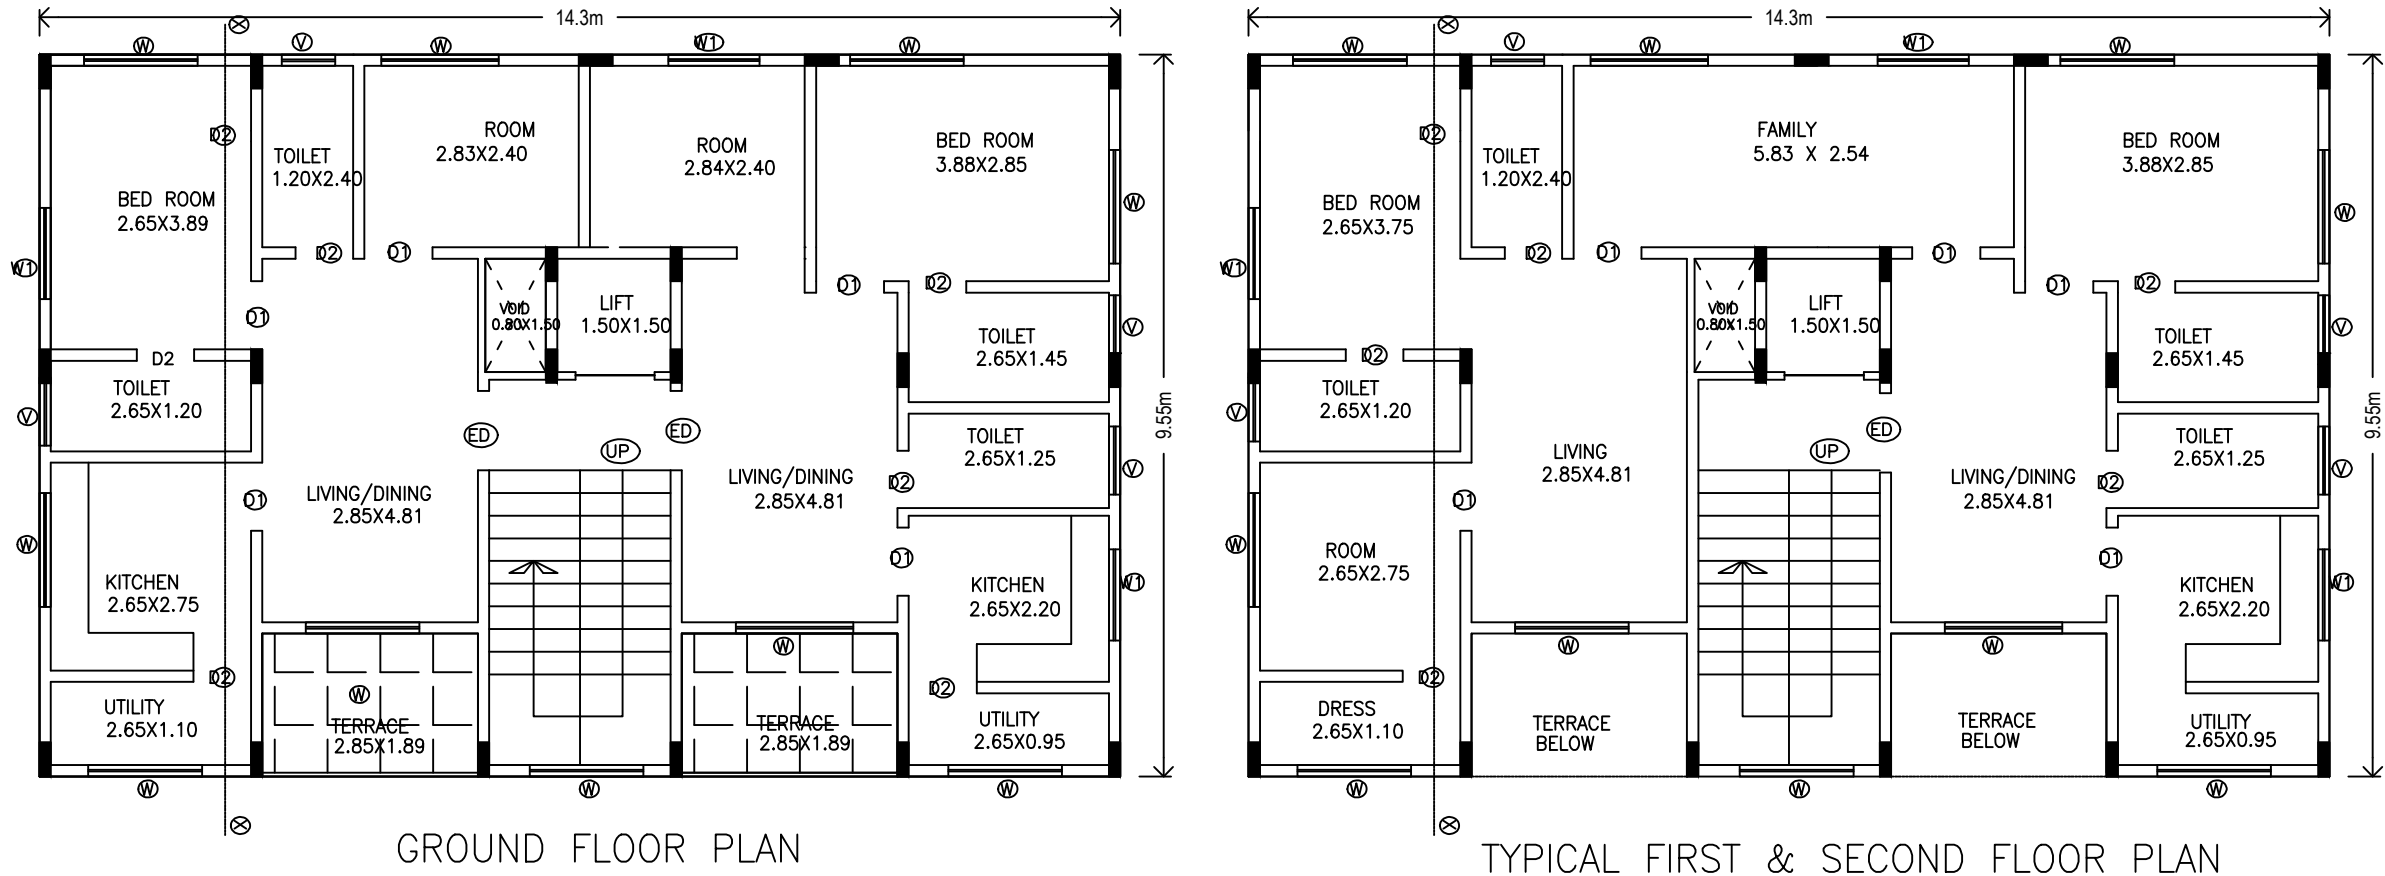 14.3m
W
V
W
W1
W
D2
ROOM
2.83X2.40
ROOM
2.84X2.40
BED ROOM
3.88X2.85
TOILET
1.20X2.40
BED ROOM
2.65X3.89
W
D2
D1
W1
D1
D1
D2
VOID
0.80X1.50
LIFT
1.50X1.50
TOILET
2.65X1.45
V
D2
TOILET
2.65X1.20
V
ED
ED
UP
TOILET
2.65X1.25
V
9.55m
LIVING/DINING
2.85X4.81
LIVING/DINING
2.85X4.81
D2
D1
W
D1
KITCHEN
2.65X2.75
KITCHEN
2.65X2.20
W1
W
D2
D2
W
UTILITY
2.65X1.10
TERRACE
2.85X1.89
TERRACE
2.85X1.89
UTILITY
2.65X0.95
W
W
W
GROUND FLOOR PLAN
14.3m
W
V
W
W1
W
D2
FAMILY
5.83 X 2.54
BED ROOM
3.88X2.85
TOILET
1.20X2.40
BED ROOM
2.65X3.75
W
D2
D1
D1
W1
D1
D2
VOID
0.80X1.50
LIFT
1.50X1.50
TOILET
2.65X1.45
V
D2
TOILET
2.65X1.20
V
ED
UP
TOILET
2.65X1.25
V
9.55m
LIVING
2.85X4.81
LIVING/DINING
2.85X4.81
D2
D1
W
D1
ROOM
2.65X2.75
KITCHEN
2.65X2.20
W1
W
W
D2
DRESS
2.65X1.10
TERRACE
BELOW
TERRACE
BELOW
UTILITY
2.65X0.95
W
W
W
TYPICAL FIRST & SECOND FLOOR PLAN